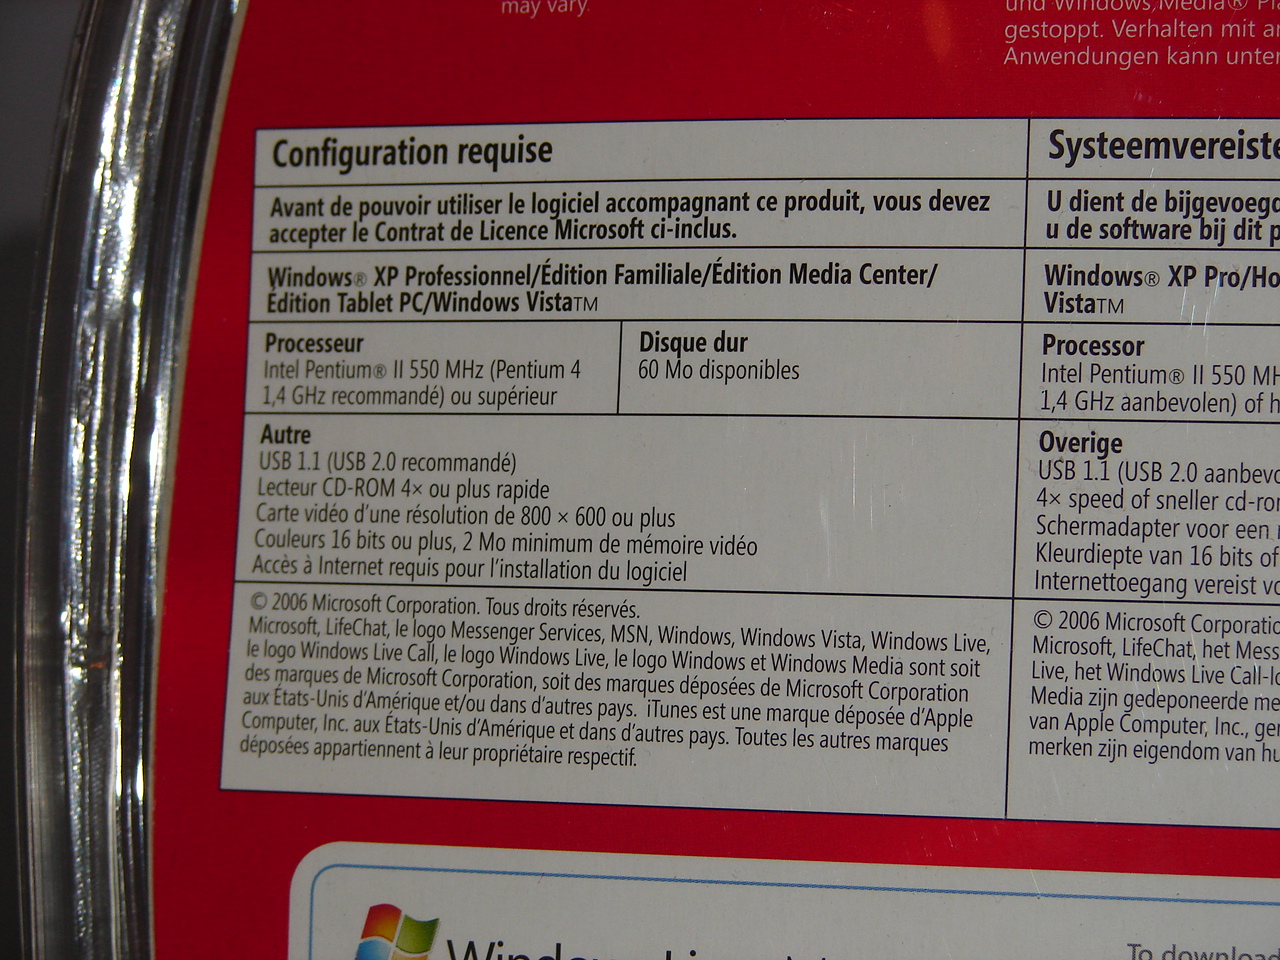 may vary.
und Windows Media®
gestoppt. Verhalten mit
Anwendungen kann
Configuration requise
Avant de pouvoir utiliser le logiciel accompagnant ce produit, vous devez
accepter le Contrat de Licence Microsoft ci-inclus.
Windows® XP Professionnel/Édition Familiale/Édition Media Center/
Édition Tablet PC/Windows Vista™
Processeur
Intel Pentium® II 550 MHz (Pentium 4
1,4 GHz recommandé) ou supérieur
Disque dur
60 Mo disponibles
Autre
USB 1.1 (USB 2.0 recommandé)
Lecteur CD-ROM 4× ou plus rapide
Carte vidéo d'une résolution de 800 × 600 ou plus
Couleurs 16 bits ou plus, 2 Mo minimum de mémoire vidéo
Accès à Internet requis pour l'installation du logiciel
© 2006 Microsoft Corporation. Tous droits réservés.
Microsoft, LifeChat, le logo Messenger Services, MSN, Windows, Windows Vista, Windows Live,
le logo Windows Live Call, le logo Windows Live, le logo Windows et Windows Media sont soit
des marques de Microsoft Corporation, soit des marques déposées de Microsoft Corporation
aux États-Unis d'Amérique et/ou dans d'autres pays. iTunes est une marque déposée d'Apple
Computer, Inc. aux États-Unis d'Amérique et dans d'autres pays. Toutes les autres marques
déposées appartiennent à leur propriétaire respectif.
Systeemvereiste
U dient de bijgevoegd
u de software bij dit p
Windows® XP Pro/Ho
Vista™
Processor
Intel Pentium® II 550 MH
1,4 GHz aanbevolen) of h
Overige
USB 1.1 (USB 2.0 aanbevo
4× speed of sneller cd-ror
Schermadapter voor een
Kleurdiepte van 16 bits of
Internettoegang vereist vo
© 2006 Microsoft Corporatio
Microsoft, LifeChat, het Mess
Live, het Windows Live Call-lo
Media zijn gedeponeerde me
van Apple Computer, Inc., ge
merken zijn eigendom van hu
To download